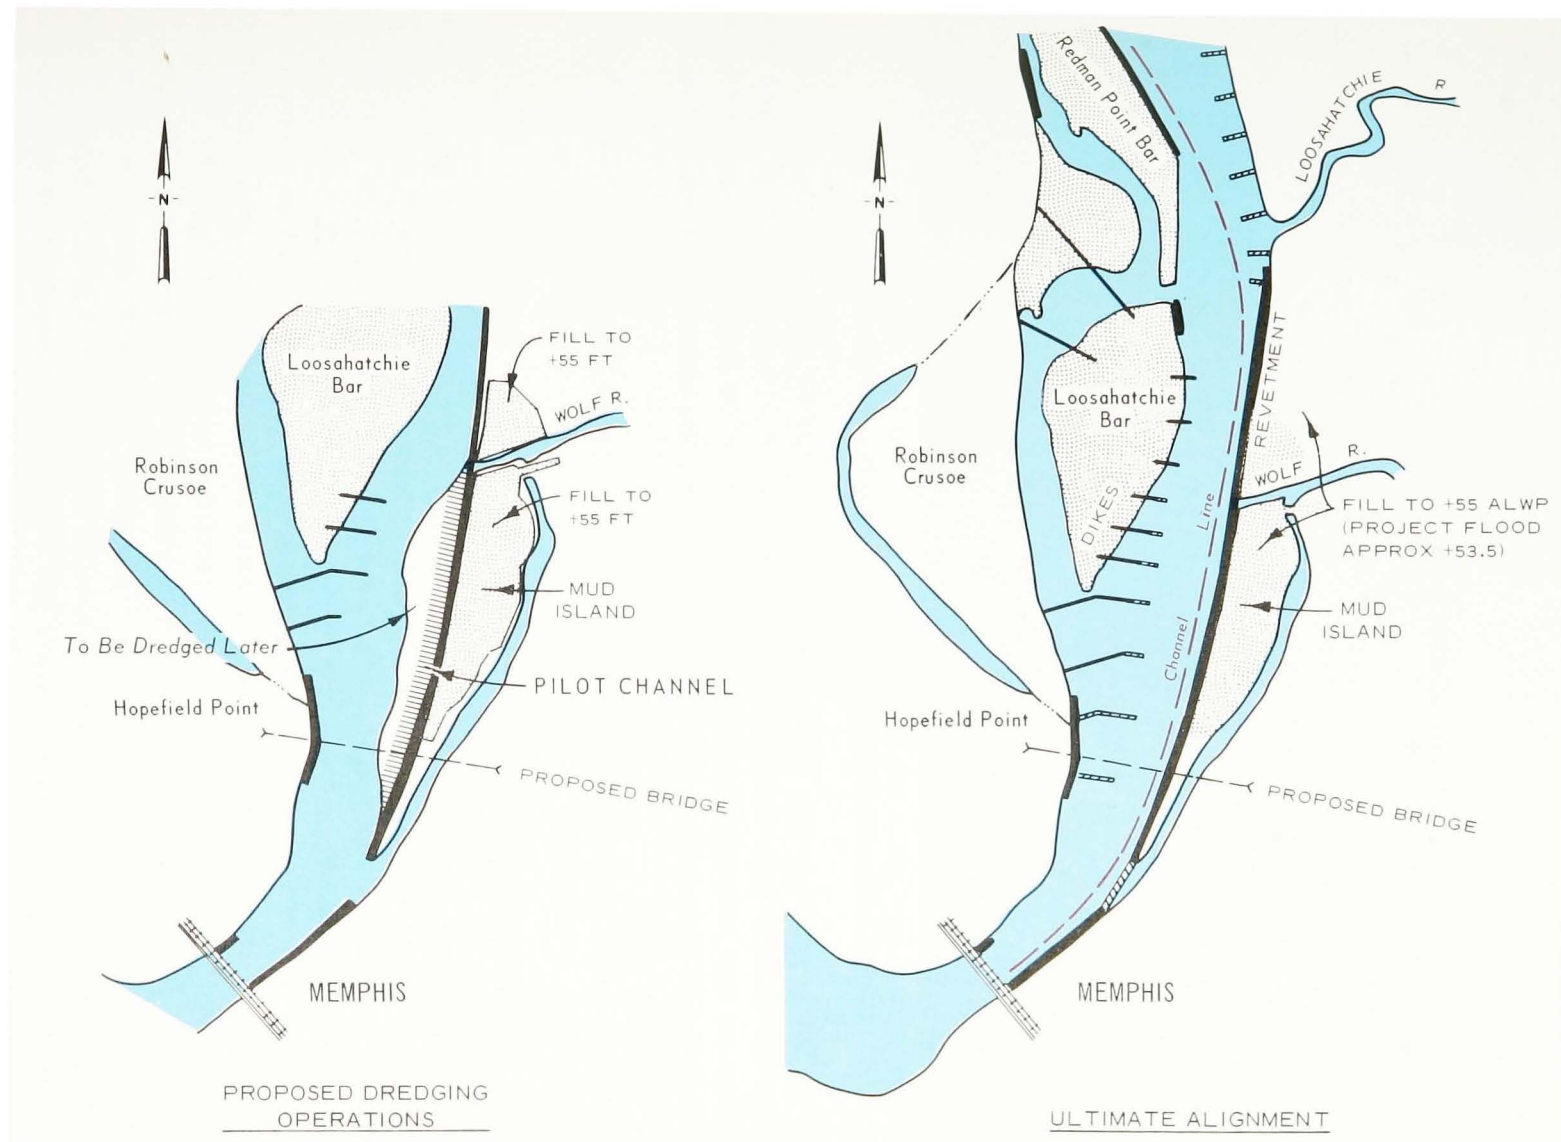 -N-
FILL TO
+55 FT
Loosahatchie
Bar
WOLF R.
Robinson
Crusoe
FILL TO
+55 FT
MUD
ISLAND
To Be Dredged Later
PILOT CHANNEL
Hopefield Point
PROPOSED BRIDGE
MEMPHIS
PROPOSED DREDGING
OPERATIONS
Redman Point Bar
LOOSAHATCHIE R
-N-
REVETMENT
Loosahatchie
Bar
Robinson
Crusoe
WOLF R.
DIKES
Channel Line
FILL TO +55 ALWP
(PROJECT FLOOD
APPROX +53.5)
MUD
ISLAND
Hopefield Point
PROPOSED BRIDGE
MEMPHIS
ULTIMATE ALIGNMENT